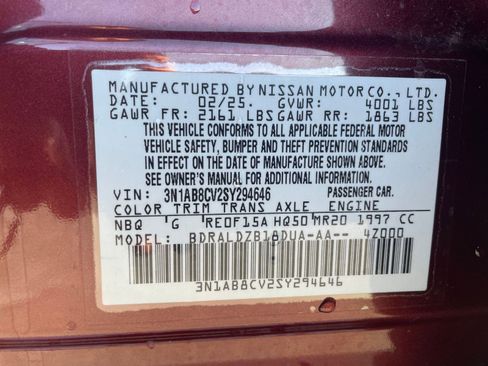 MANUFACTURED BY NISSAN MOTOR CO., LTD.
DATE: 02/25. GVWR: 4001 LBS
GAWR FR: 2161 LBS GAWR RR: 1863 LBS
THIS VEHICLE CONFORMS TO ALL APPLICABLE FEDERAL MOTOR
VEHICLE SAFETY, BUMPER AND THEFT PREVENTION STANDARDS
IN EFFECT ON THE DATE OF MANUFACTURE SHOWN ABOVE.
SEE OWNER'S MANUAL FOR ADDITIONAL INFORMATION.
VIN: 3N1AB8CV2SY294646 PASSENGER CAR.
COLOR TRIM TRANS AXLE ENGINE
NBQ G RE0F15A HQ50 MR20 1997 CC
MODEL: BDRALDZB18DUA-AA-- 4Z000
3N1AB8CV2SY294646